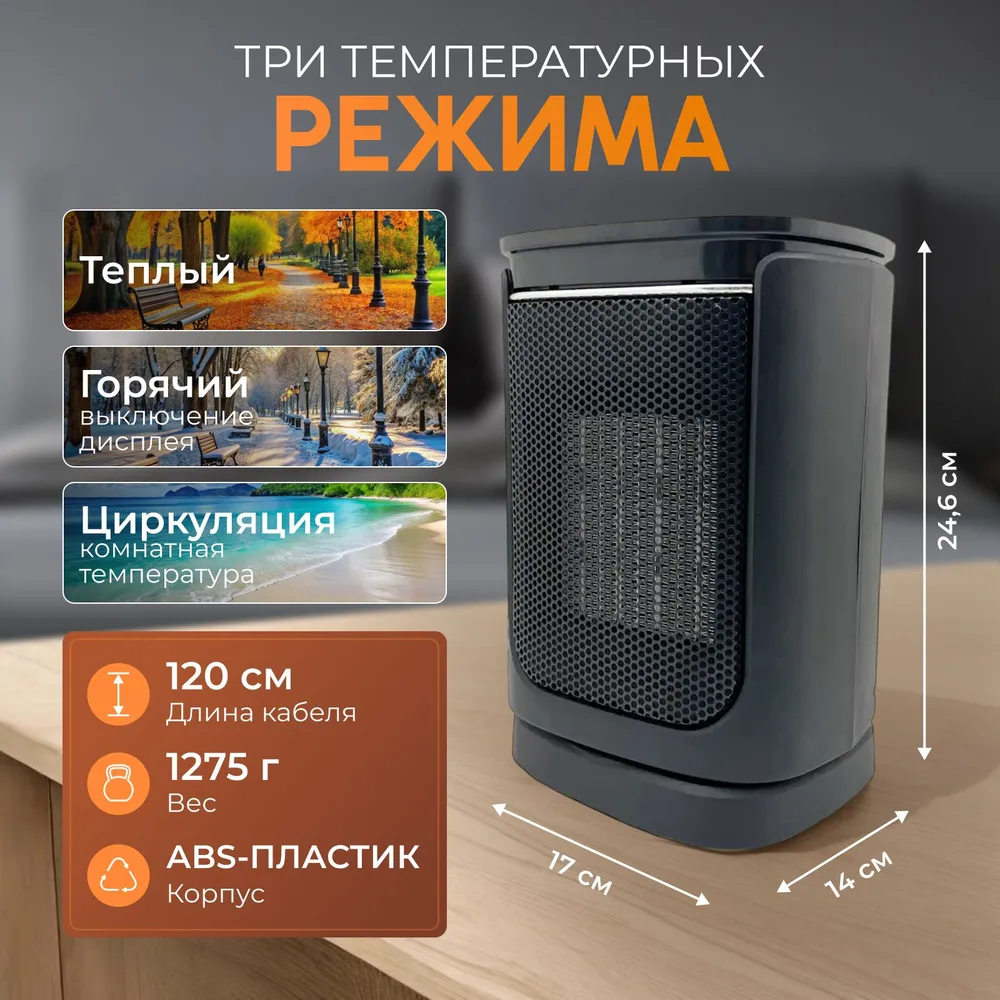 ТРИ ТЕМПЕРАТУРНЫХ
РЕЖИМА
Теплый
Горячий
выключение
дисплея
Циркуляция
комнатная
температура
120 см
Длина кабеля
1275 г
Вес
ABS-ПЛАСТИК
Корпус
24,6 см
17 см
14 см